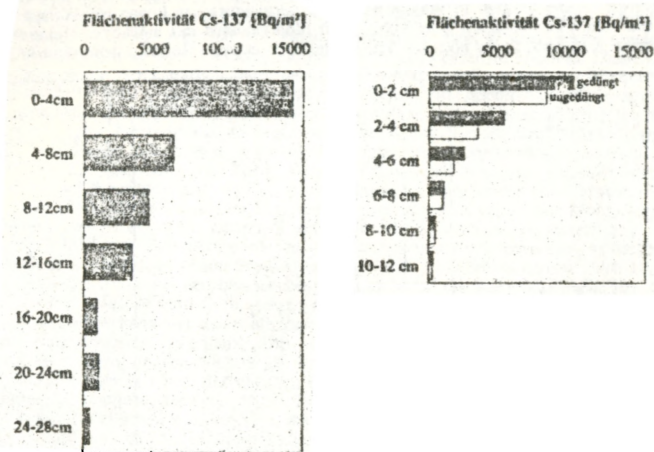 Flächenaktivität Cs-137 [Bq/m²]
0 5000 10000 15000
0-4cm
4-8cm
8-12cm
12-16cm
16-20cm
20-24cm
24-28cm
Flächenaktivität Cs-137 [Bq/m²]
0 5000 10000 15000
0-2 cm
gedüngt
ungedüngt
2-4 cm
4-6 cm
6-8 cm
8-10 cm
10-12 cm